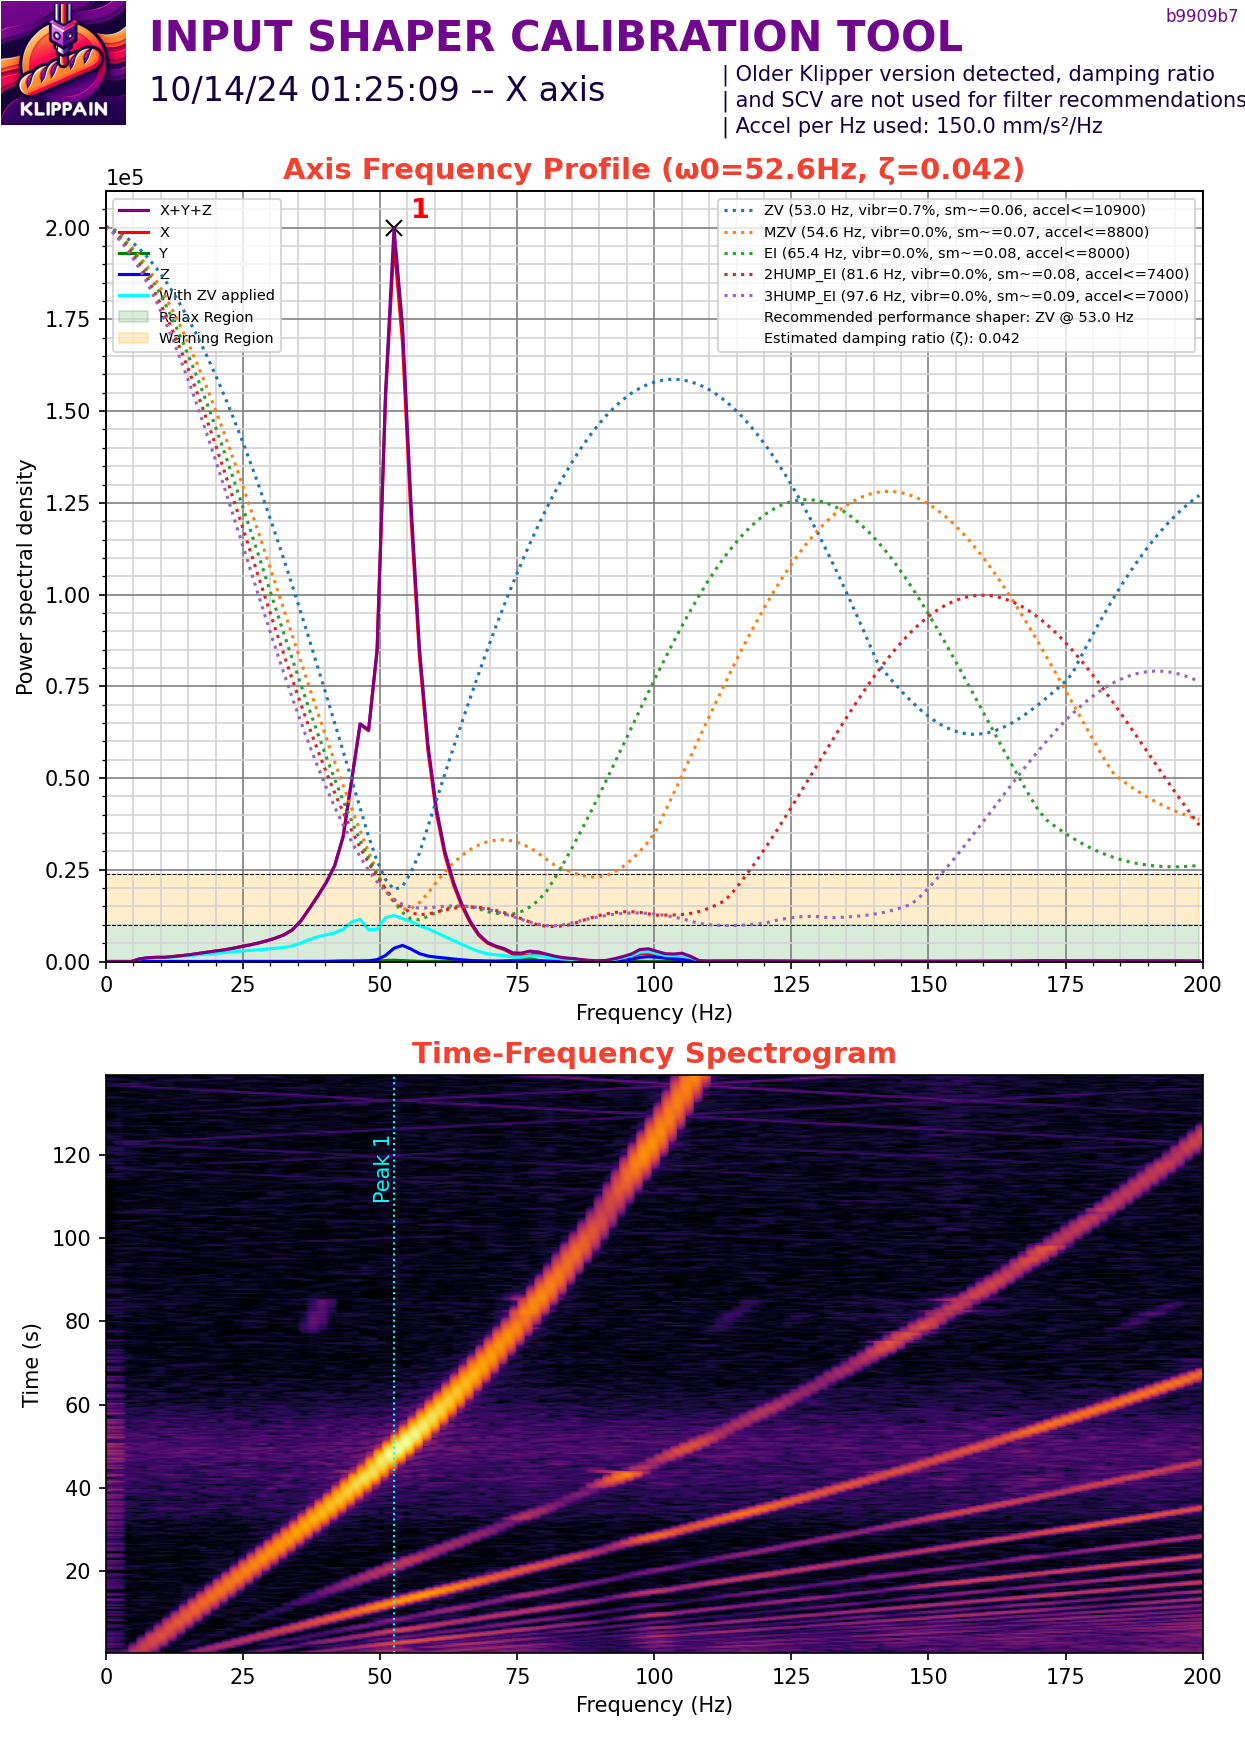 INPUT SHAPER CALIBRATION TOOL
b9909b7
10/14/24 01:25:09 -- X axis
| Older Klipper version detected, damping ratio
| and SCV are not used for filter recommendations
| Accel per Hz used: 150.0 mm/s²/Hz
KLIPPAIN
Axis Frequency Profile (ω0=52.6Hz, ζ=0.042)
1e5
X+Y+Z
X
Y
Z
With ZV applied
Relax Region
Warning Region
1
ZV (53.0 Hz, vibr=0.7%, sm~=0.06, accel<=10900)
MZV (54.6 Hz, vibr=0.0%, sm~=0.07, accel<=8800)
EI (65.4 Hz, vibr=0.0%, sm~=0.08, accel<=8000)
2HUMP_EI (81.6 Hz, vibr=0.0%, sm~=0.08, accel<=7400)
3HUMP_EI (97.6 Hz, vibr=0.0%, sm~=0.09, accel<=7000)
Recommended performance shaper: ZV @ 53.0 Hz
Estimated damping ratio (ζ): 0.042
2.00
1.75
1.50
1.25
1.00
0.75
0.50
0.25
0.00
Power spectral density
0 25 50 75 100 125 150 175 200
Frequency (Hz)
Time-Frequency Spectrogram
Peak 1
120
100
80
60
40
20
Time (s)
0 25 50 75 100 125 150 175 200
Frequency (Hz)